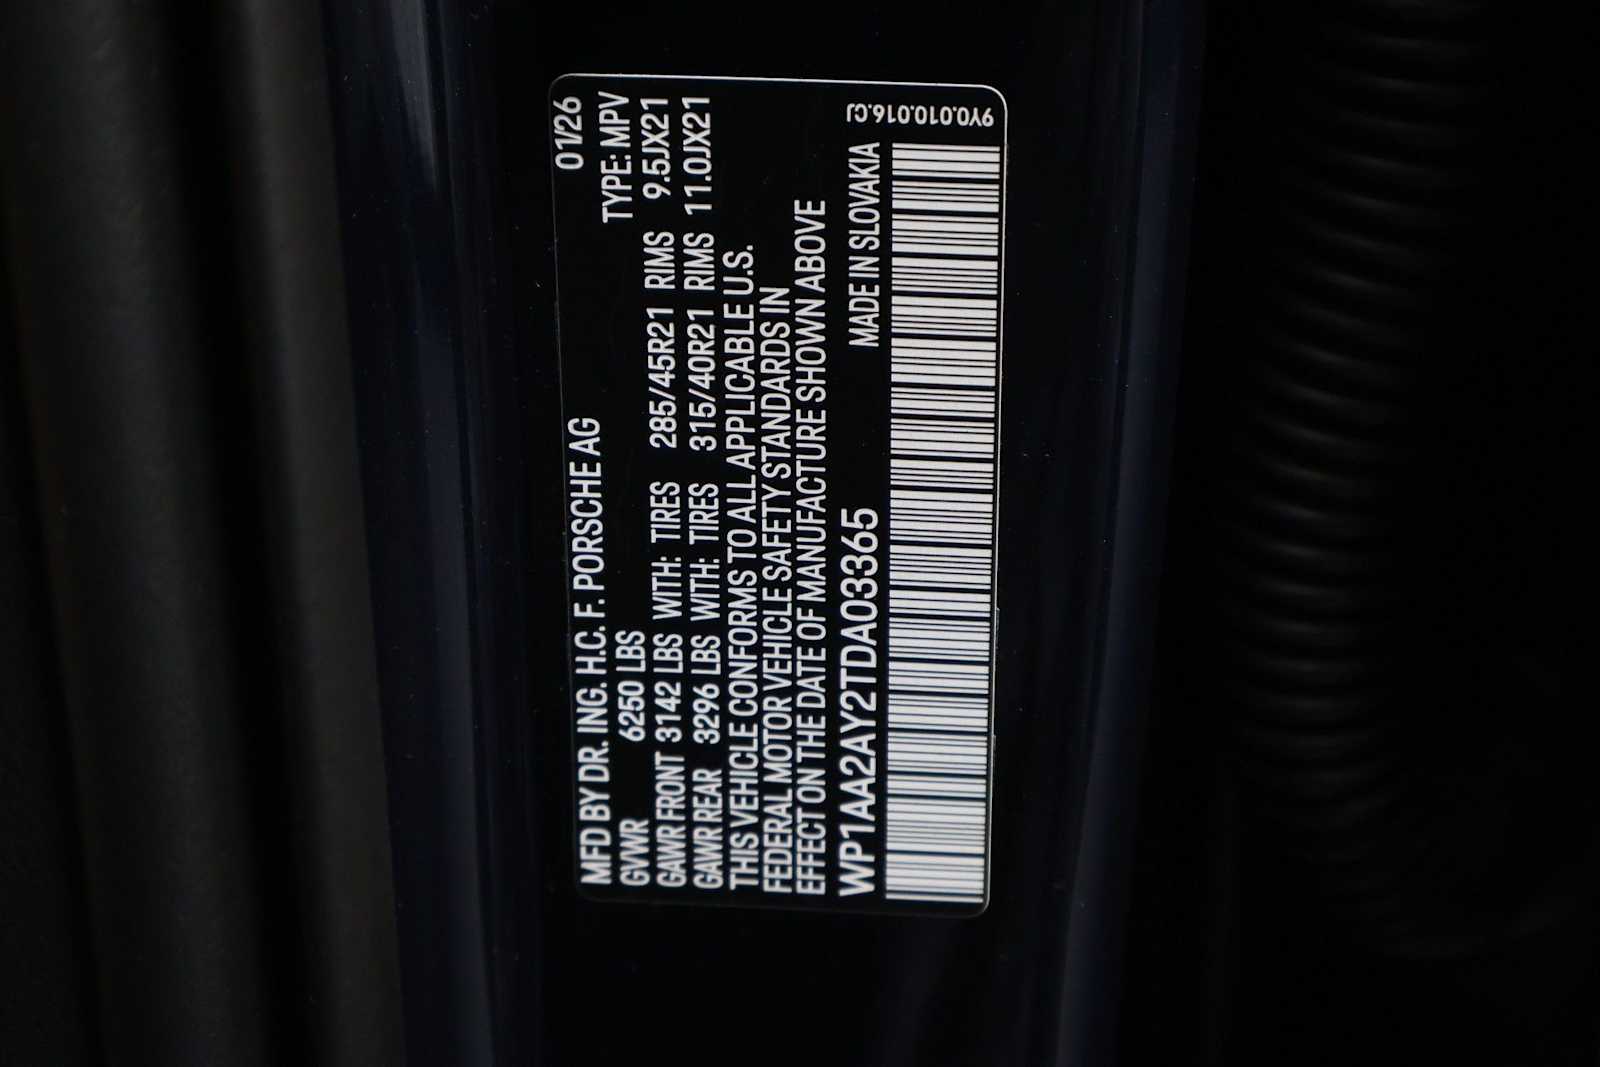 MFD BY DR. ING. H.C. F. PORSCHE AG 01/26
GVWR 6250 LBS TYPE: MPV
GAWR FRONT 3142 LBS WITH: TIRES 285/45R21 RIMS 9.5JX21
GAWR REAR 3296 LBS WITH: TIRES 315/40R21 RIMS 11.0JX21
THIS VEHICLE CONFORMS TO ALL APPLICABLE U.S.
FEDERAL MOTOR VEHICLE SAFETY STANDARDS IN
EFFECT ON THE DATE OF MANUFACTURE SHOWN ABOVE
WP1AA2AY2TDA03365 MADE IN SLOVAKIA
9Y0.010.016.CJ